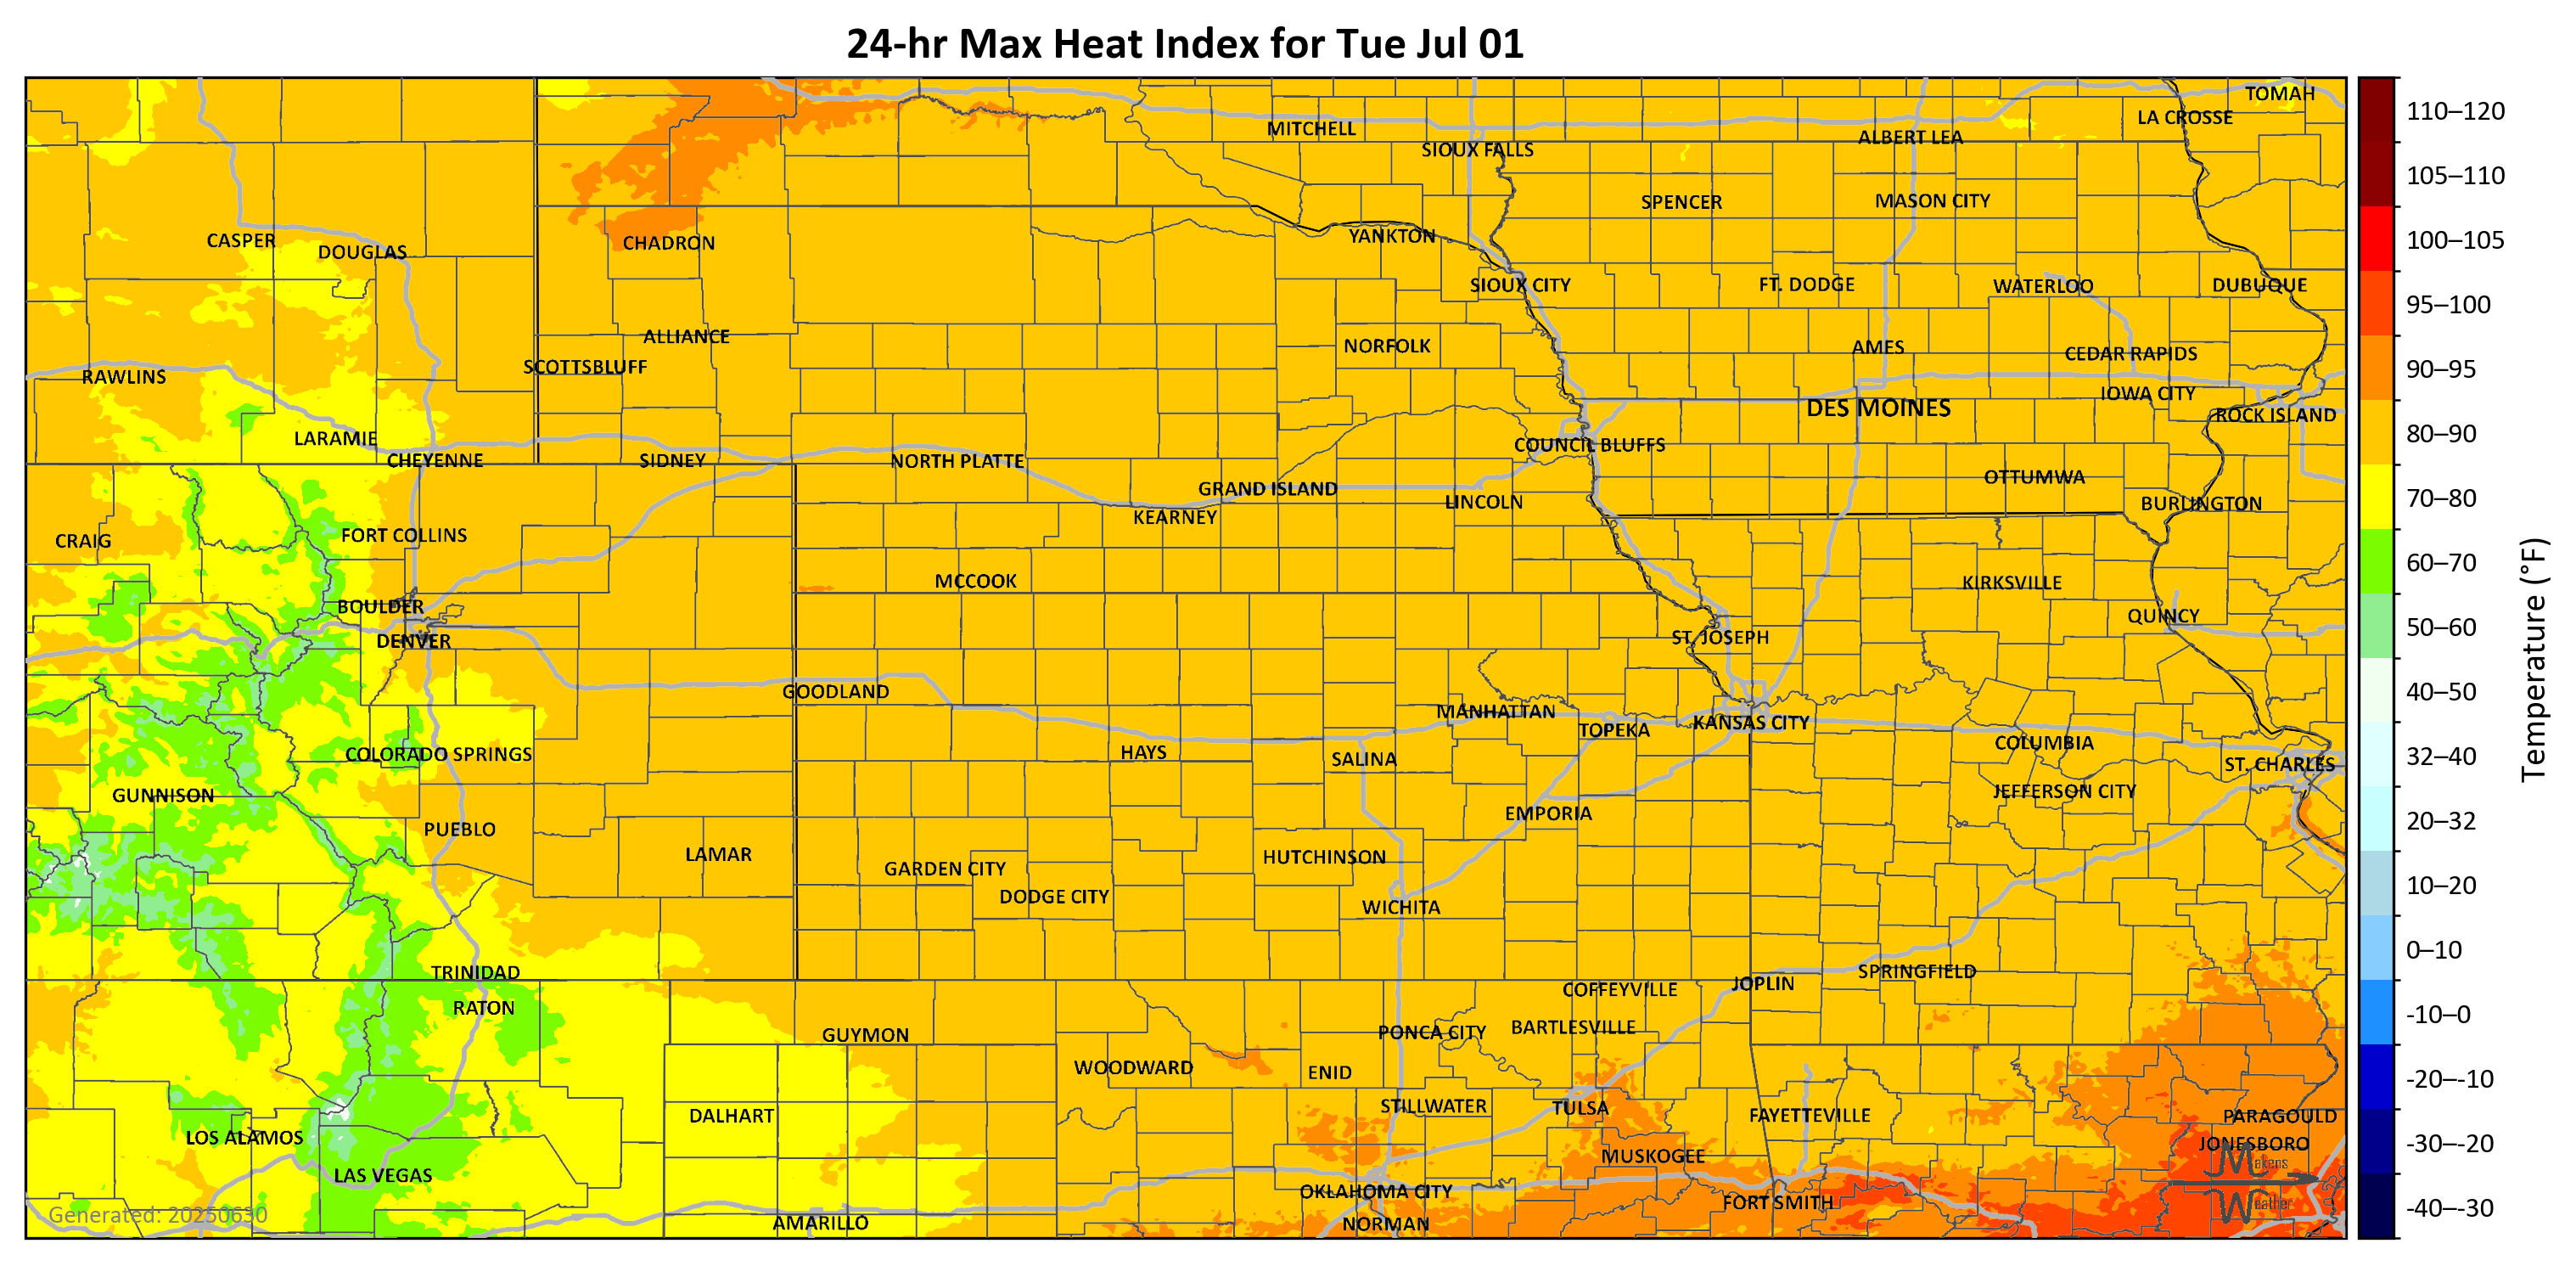 24-hr Max Heat Index for Tue Jul 01
TOMAH
LA CROSSE
MITCHELL
ALBERT LEA
SIOUX FALLS
SPENCER
MASON CITY
CASPER
DOUGLAS
CHADRON
YANKTON
SIOUX CITY
FT. DODGE
WATERLOO
DUBUQUE
ALLIANCE
NORFOLK
AMES
CEDAR RAPIDS
SCOTTSBLUFF
RAWLINS
IOWA CITY
DES MOINES
ROCK ISLAND
LARAMIE
COUNCIL BLUFFS
CHEYENNE
SIDNEY
NORTH PLATTE
OTTUMWA
GRAND ISLAND
LINCOLN
BURLINGTON
KEARNEY
CRAIG
FORT COLLINS
MCCOOK
KIRKSVILLE
BOULDER
QUINCY
DENVER
ST. JOSEPH
GOODLAND
MANHATTAN
TOPEKA
KANSAS CITY
COLORADO SPRINGS
HAYS
SALINA
COLUMBIA
ST. CHARLES
GUNNISON
JEFFERSON CITY
EMPORIA
PUEBLO
LAMAR
HUTCHINSON
GARDEN CITY
DODGE CITY
WICHITA
TRINIDAD
SPRINGFIELD
JOPLIN
COFFEYVILLE
RATON
GUYMON
PONCA CITY
BARTLESVILLE
WOODWARD
ENID
DALHART
STILLWATER
TULSA
FAYETTEVILLE
PARAGOULD
LOS ALAMOS
JONESBORO
MUSKOGEE
LAS VEGAS
OKLAHOMA CITY
FORT SMITH
AMARILLO
NORMAN
Generated: 20250630
Makens
Weather
110–120
105–110
100–105
95–100
90–95
80–90
70–80
60–70
50–60
40–50
32–40
20–32
10–20
0–10
-10–0
-20–-10
-30–-20
-40–-30
Temperature (°F)